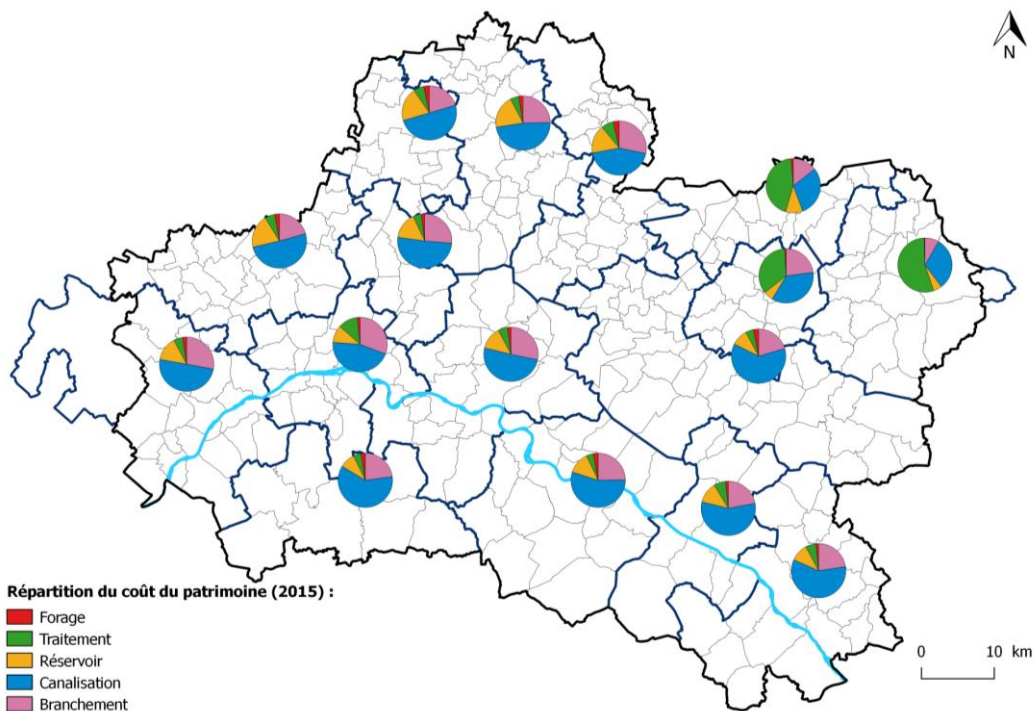 N
Répartition du coût du patrimoine (2015) :
Forage
Traitement
Réservoir
Canalisation
Branchement
0 10 km